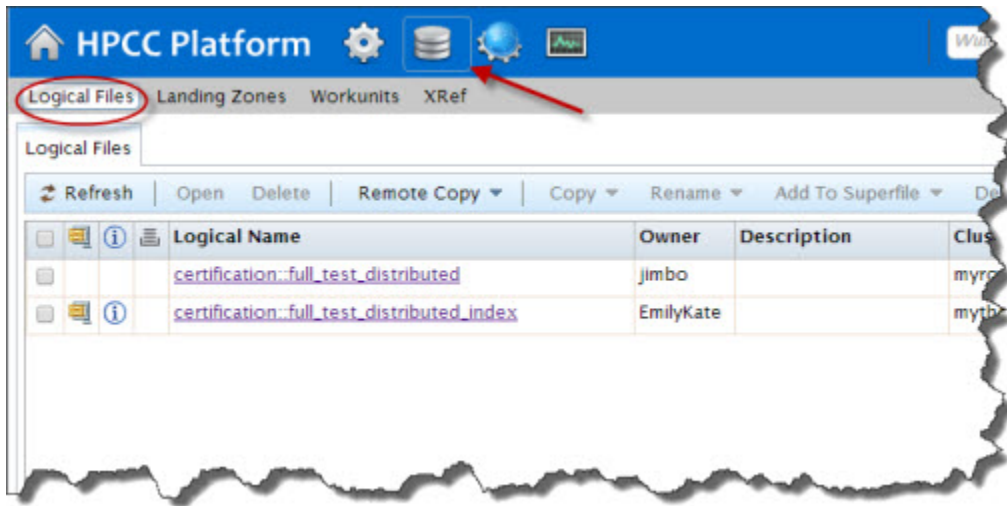 HPCC Platform
Logical Files Landing Zones Workunits XRef
Logical Files
Refresh Open Delete Remote Copy Copy Rename Add To Superfile
Logical Name Owner Description
certification::full_test_distributed jimbo
certification::full_test_distributed_index EmilyKate